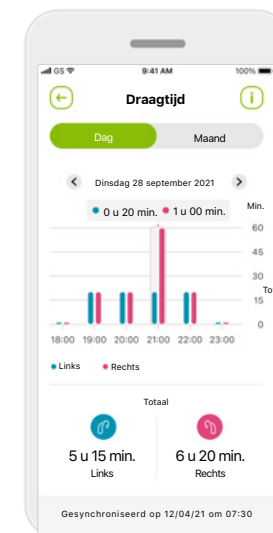 G5 9:41 AM 100%
Draagtijd
Dag Maand
Dinsdag 28 september 2021
0 u 20 min. 1 u 00 min. Min.
60
45
30
To
15
0
18:00 19:00 20:00 21:00 22:00 23:00
Links Rechts
Totaal
5 u 15 min. 6 u 20 min.
Links Rechts
Gesynchroniseerd op 12/04/21 om 07:30